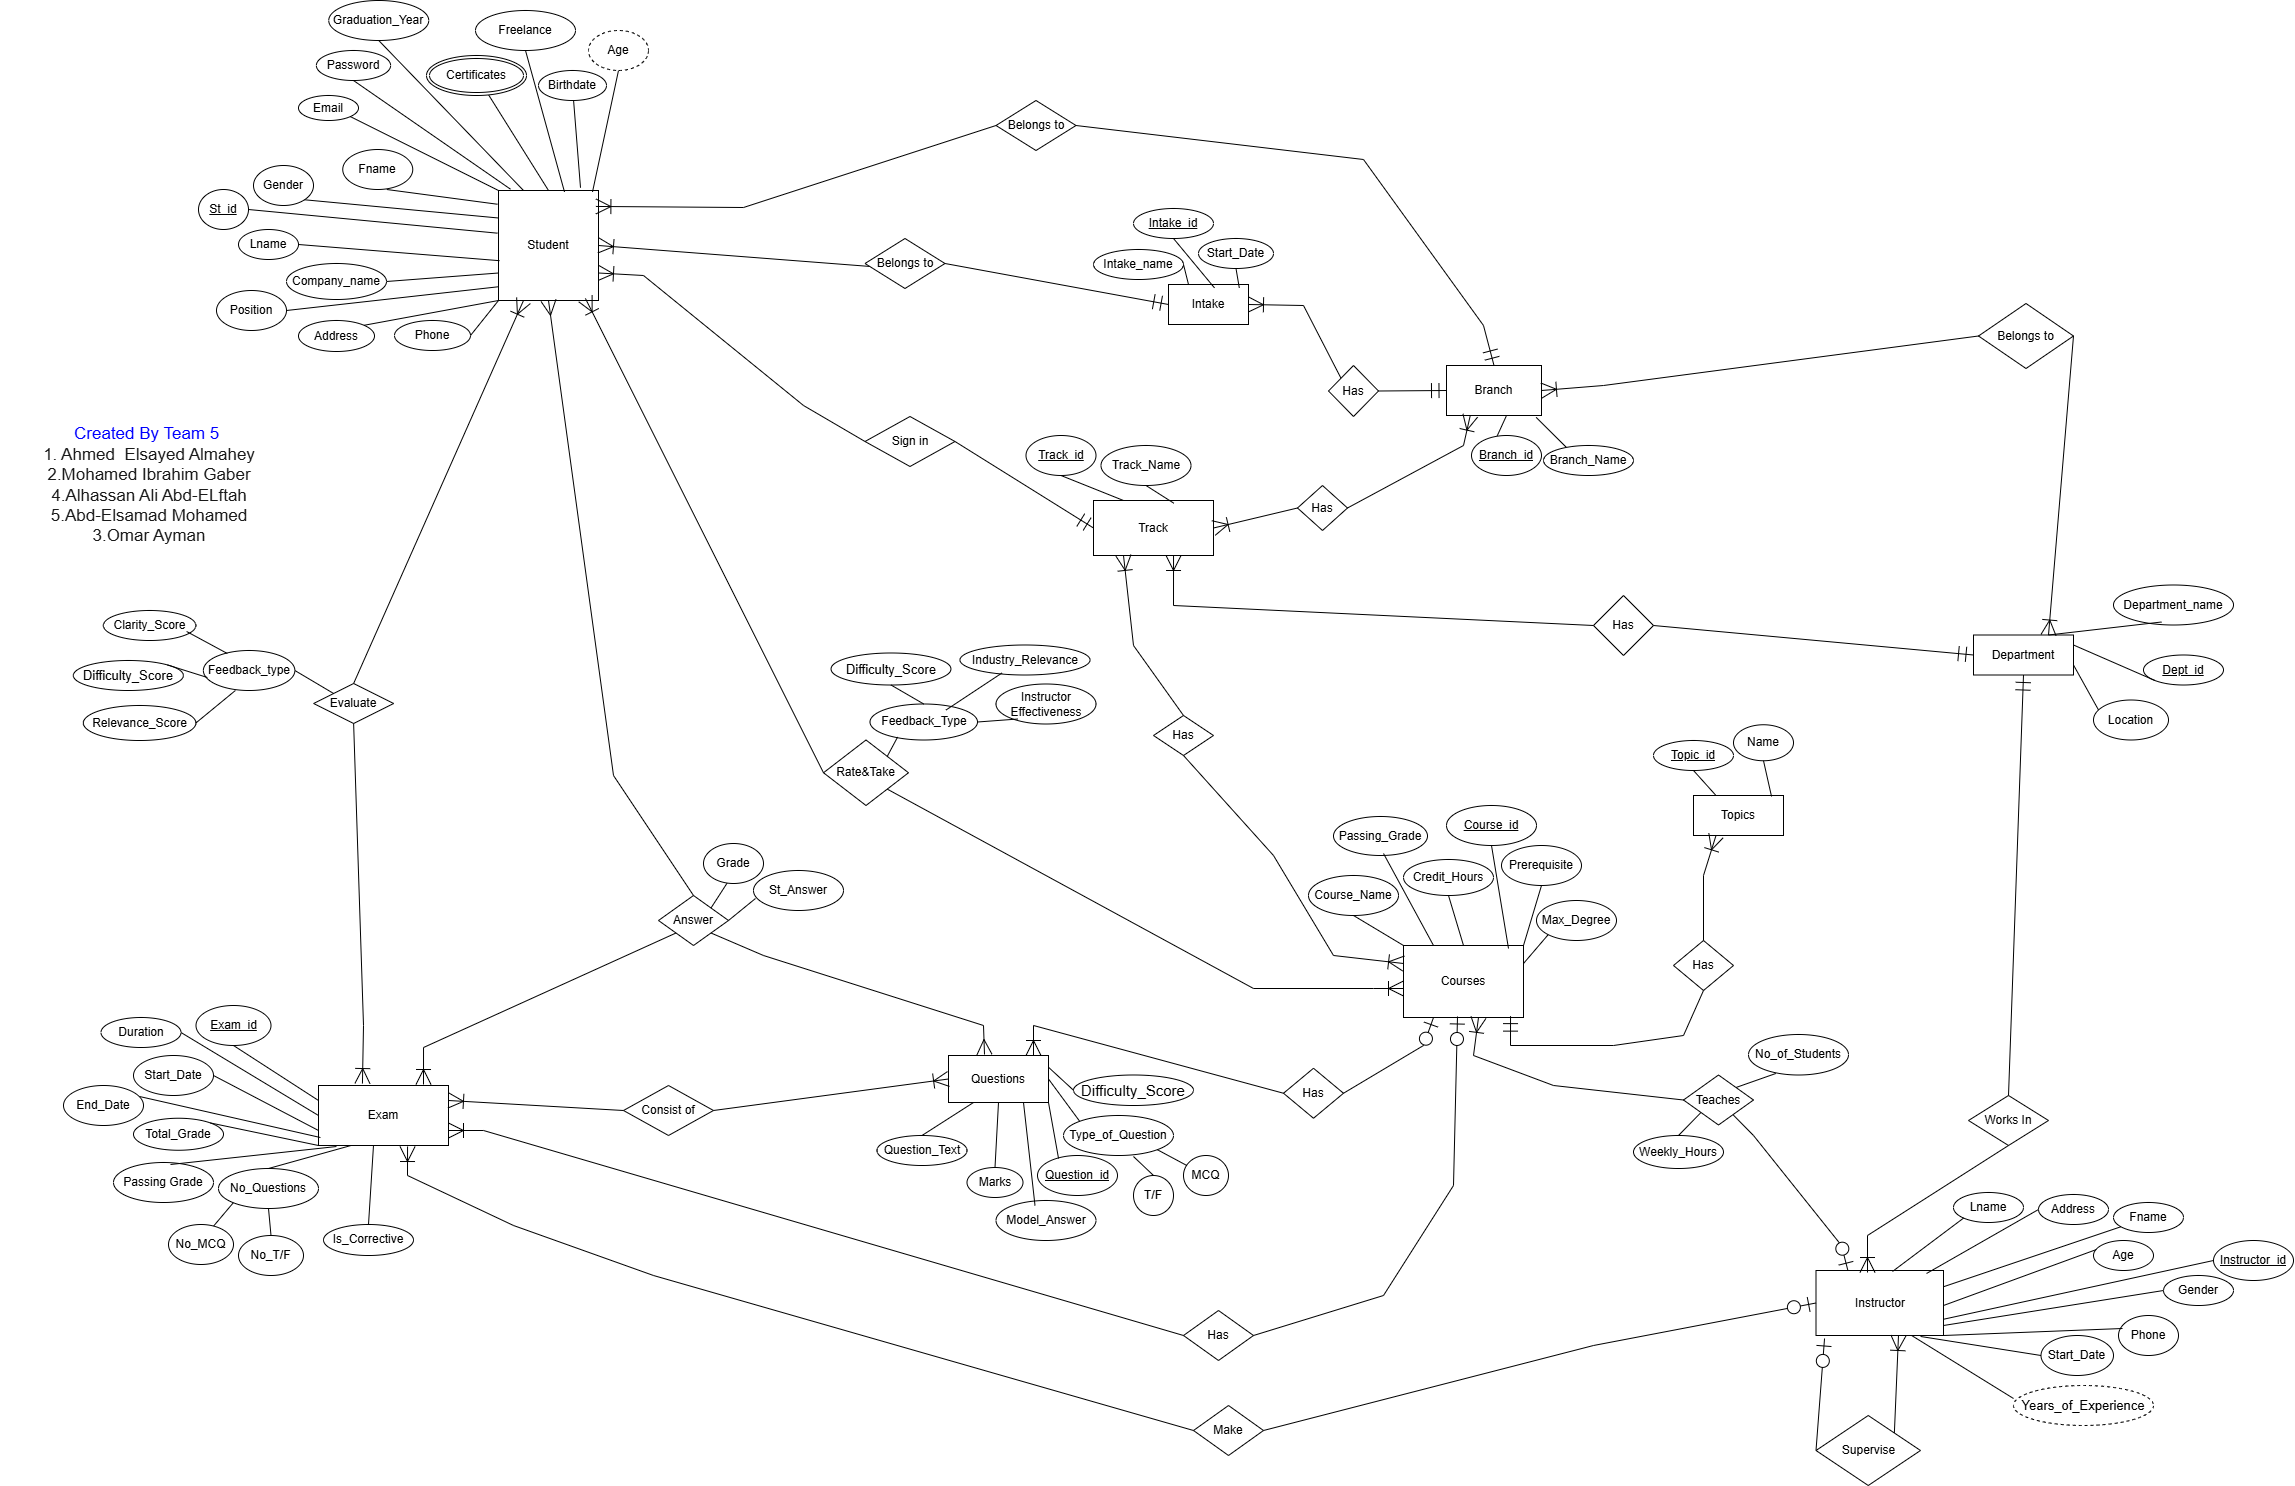 Graduation_Year
Freelance
Age
Password
Certificates
Birthdate
Email
Fname
Gender
St_id
Lname
Company_name
Position
Address
Phone
Student
Belongs to
Belongs to
Intake_id
Start_Date
Intake_name
Intake
Has
Branch
Branch_id
Branch_Name
Belongs to
Created By Team 5
1. Ahmed  Elsayed Almahey
2.Mohamed Ibrahim Gaber
4.Alhassan Ali Abd-ELftah
5.Abd-Elsamad Mohamed
3.Omar Ayman
Sign in
Track_id
Track_Name
Track
Has
Has
Department_name
Department
Dept_id
Location
Clarity_Score
Feedback_type
Difficulty_Score
Relevance_Score
Evaluate
Difficulty_Score
Industry_Relevance
Instructor
Effectiveness
Feedback_Type
Rate&Take
Has
Topic_id
Name
Topics
Grade
St_Answer
Answer
Passing_Grade
Course_id
Credit_Hours
Prerequisite
Course_Name
Max_Degree
Courses
Has
Exam_id
Duration
Start_Date
End_Date
Total_Grade
Passing Grade
No_Questions
No_MCQ
No_T/F
Is_Corrective
Exam
Consist of
Questions
Difficulty_Score
Type_of_Question
Question_Text
Marks
Question_id
T/F
MCQ
Model_Answer
Has
No_of_Students
Teaches
Weekly_Hours
Works In
Lname
Address
Fname
Age
Instructor_id
Gender
Phone
Start_Date
Years_of_Experience
Instructor
Has
Make
Supervise